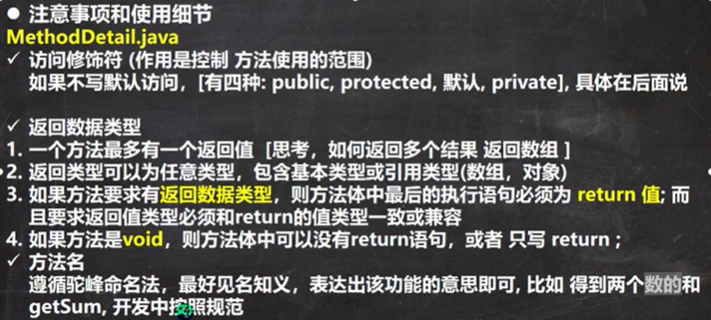 ● 注意事项和使用细节
MethodDetail.java
✓ 访问修饰符 (作用是控制 方法使用的范围)
如果不写默认访问，[有四种: public, protected, 默认, private], 具体在后面说
✓ 返回数据类型
1. 一个方法最多有一个返回值 [思考，如何返回多个结果 返回数组 ]
2. 返回类型可以为任意类型，包含基本类型或引用类型(数组，对象)
3. 如果方法要求有返回数据类型，则方法体中最后的执行语句必须为 return 值; 而
且要求返回值类型必须和return的值类型一致或兼容
4. 如果方法是void，则方法体中可以没有return语句，或者 只写 return ;
✓ 方法名
遵循驼峰命名法，最好见名知义，表达出该功能的意思即可, 比如 得到两个数的和
getSum, 开发中按照规范